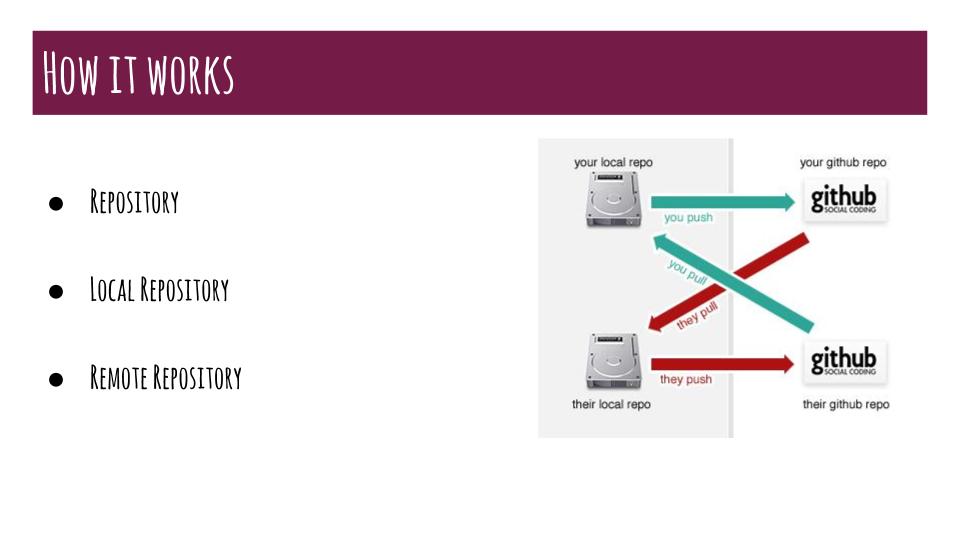 How it works
● Repository
● Local Repository
● Remote Repository
your local repo
your github repo
github
SOCIAL CODING
you push
you pull
they pull
github
SOCIAL CODING
they push
their local repo
their github repo